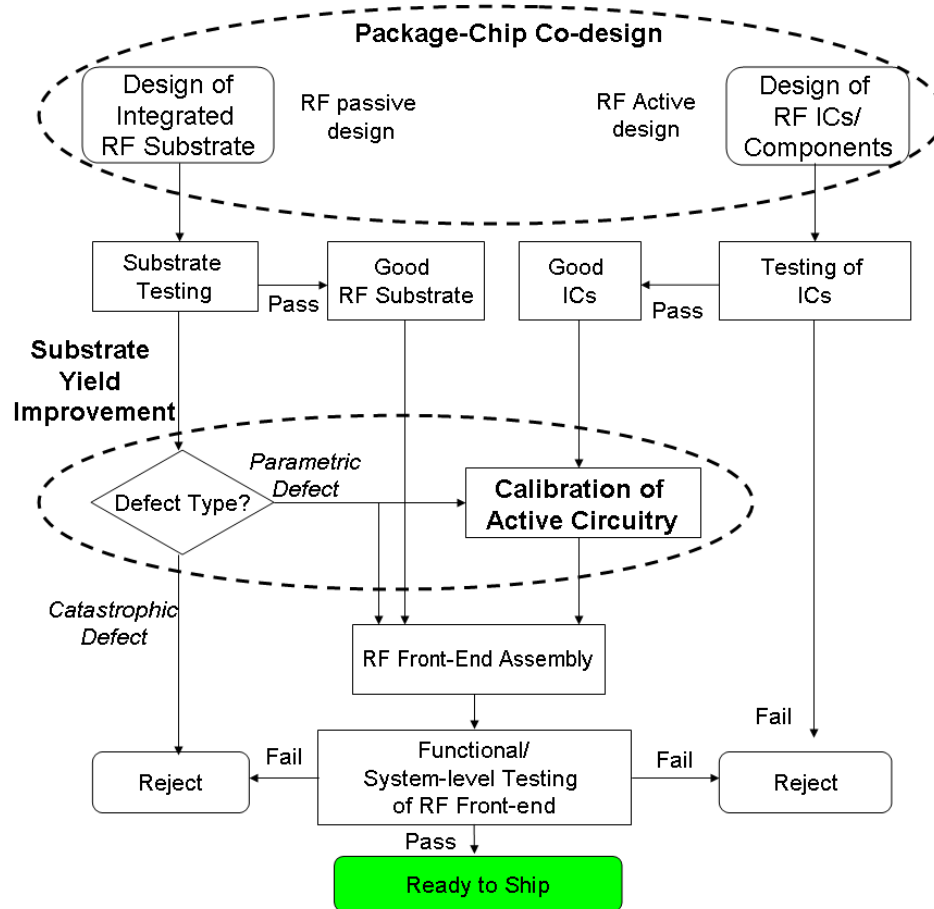 Package-Chip Co-design
Design of
Integrated
RF Substrate
RF passive
design
RF Active
design
Design of
RF ICs/
Components
Substrate
Testing
Pass
Good
RF Substrate
Good
ICs
Pass
Testing of
ICs
Substrate
Yield
Improvement
Defect Type?
Parametric
Defect
Calibration of
Active Circuitry
Catastrophic
Defect
RF Front-End Assembly
Fail
Reject
Fail
Functional/
System-level Testing
of RF Front-end
Fail
Reject
Pass
Ready to Ship